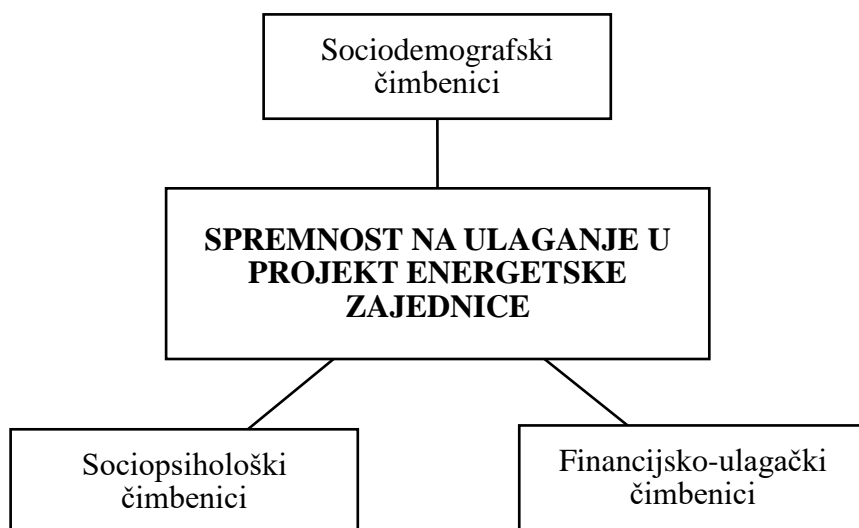 Sociodemografski
čimbenici
SPREMNOST NA ULAGANJE U
PROJEKT ENERGETSKE
ZAJEDNICE
Sociopsihološki
čimbenici
Financijsko-ulagački
čimbenici